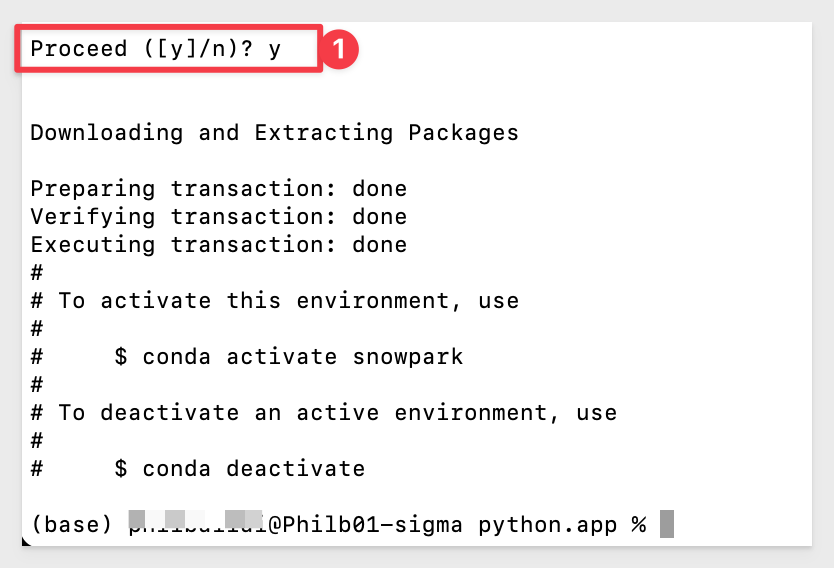 Proceed ([y]/n)? y
1
Downloading and Extracting Packages
Preparing transaction: done
Verifying transaction: done
Executing transaction: done
#
# To activate this environment, use
#
#     $ conda activate snowpark
#
# To deactivate an active environment, use
#
#     $ conda deactivate
(base) @Philb01-sigma python.app %